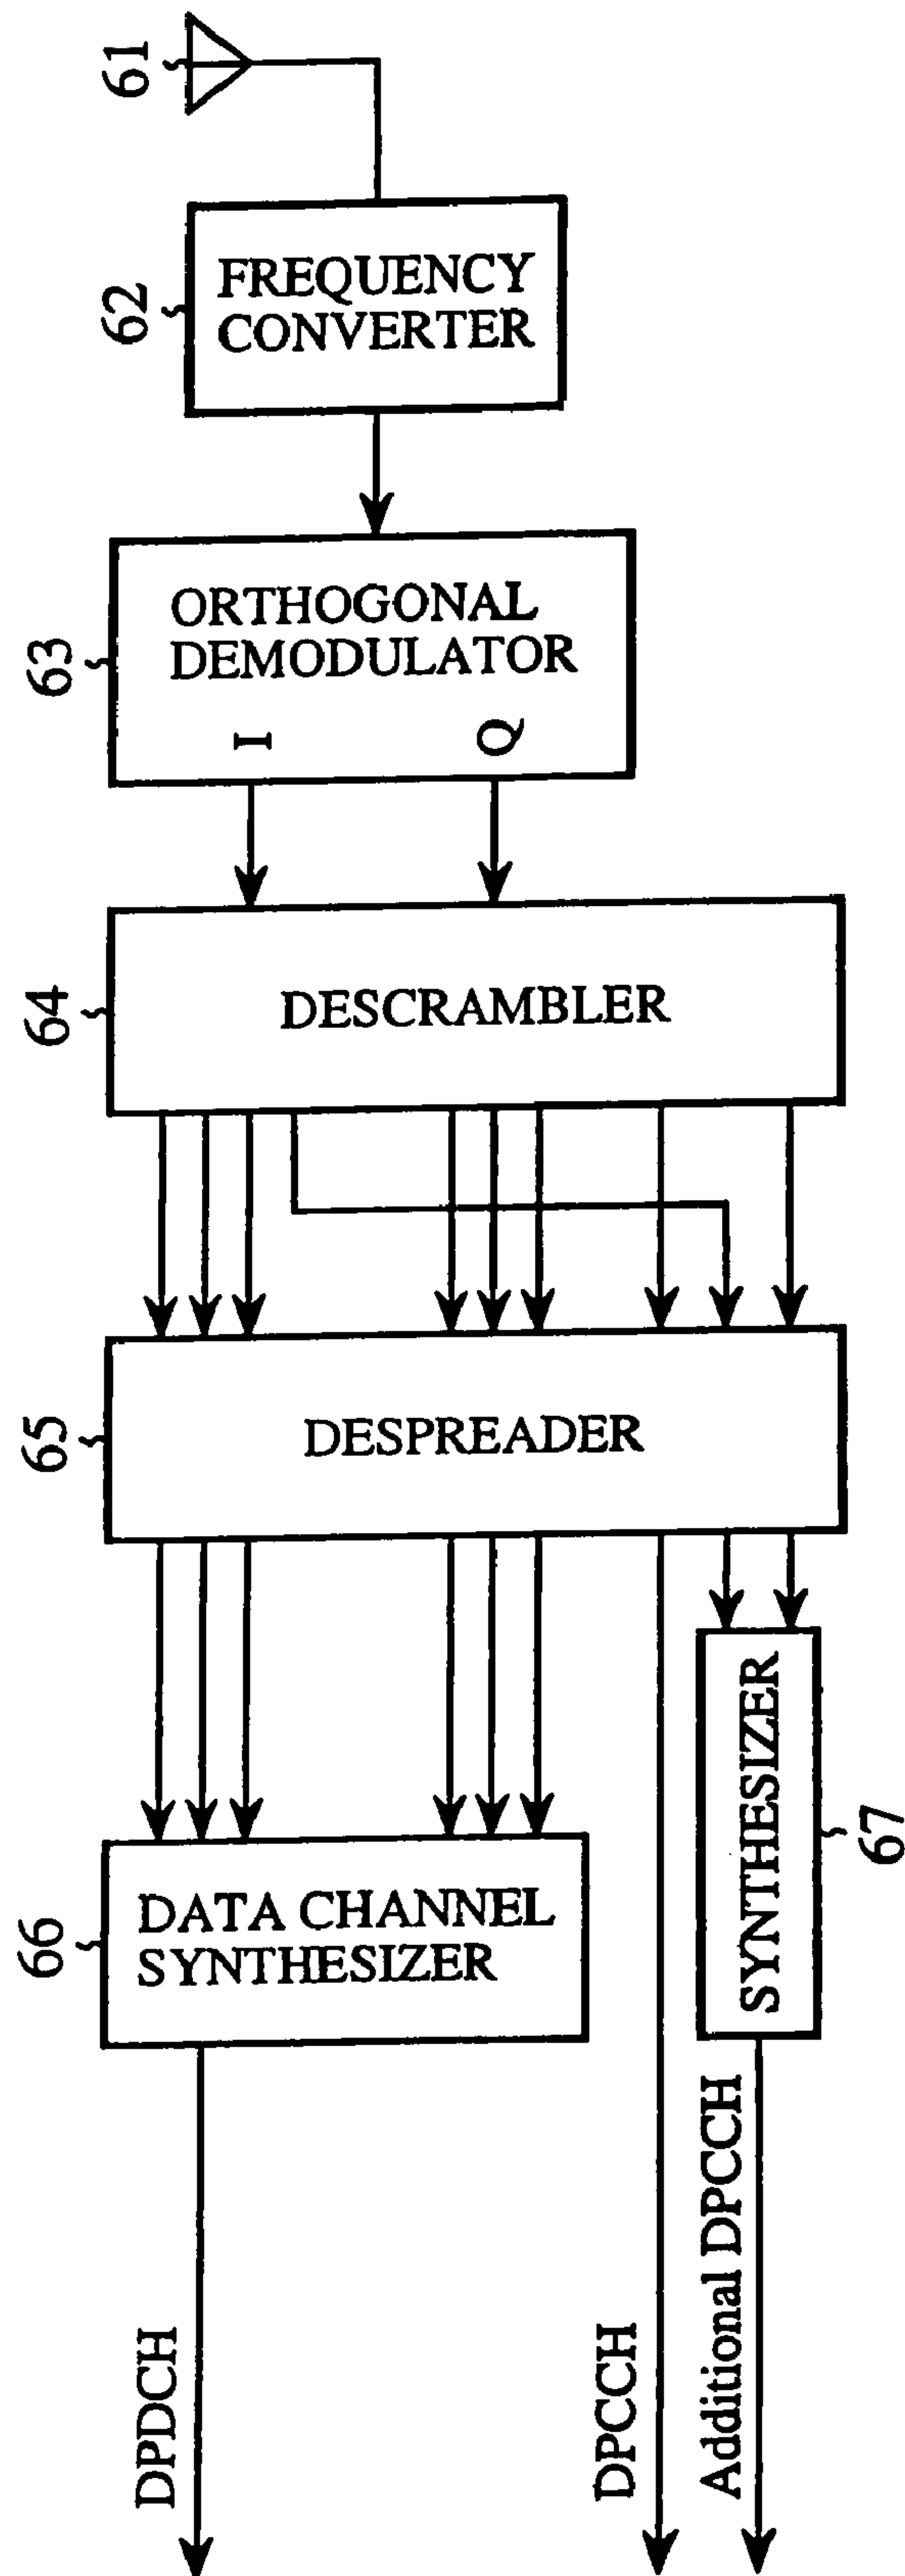 61
62
FREQUENCY
CONVERTER
63
ORTHOGONAL
DEMODULATOR
I
Q
64
DESCRAMBLER
65
DESPREADER
66
DATA CHANNEL
SYNTHESIZER
SYNTHESIZER
67
DPDCH
DPCCH
Additional DPCCH